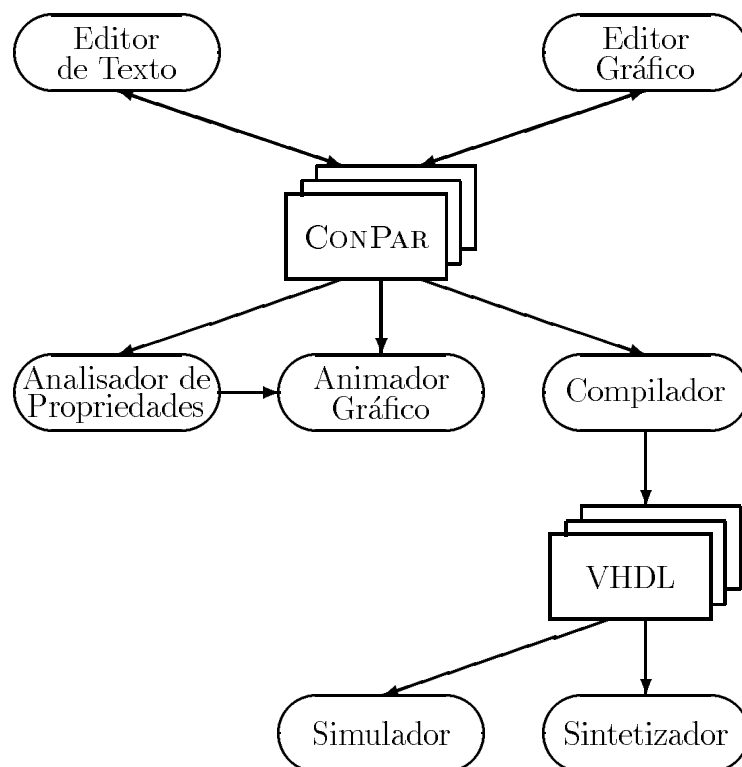 Editor
de Texto
Editor
Gráfico
CONPAR
Analisador de
Propriedades
Animador
Gráfico
Compilador
VHDL
Simulador
Sintetizador